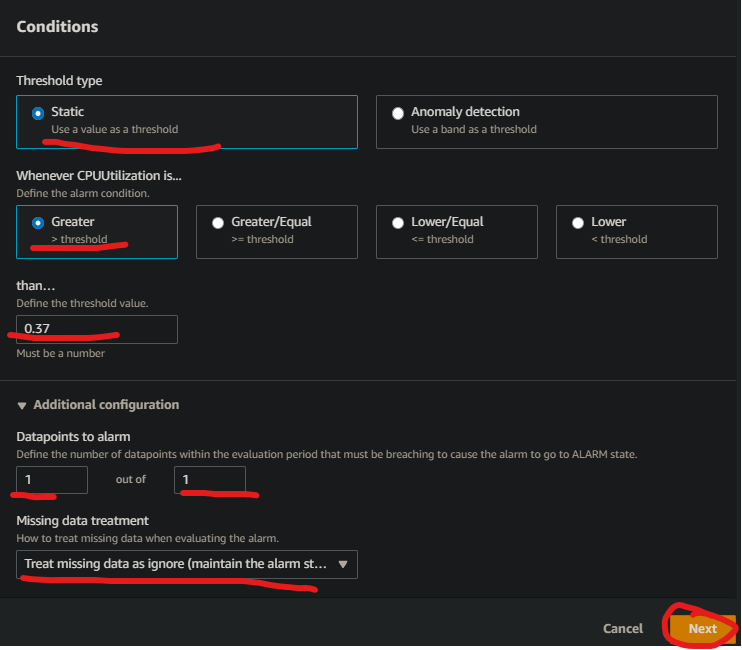 Conditions
Threshold type
Static
Use a value as a threshold
Anomaly detection
Use a band as a threshold
Whenever CPUUtilization is...
Define the alarm condition.
Greater
> threshold
Greater/Equal
>= threshold
Lower/Equal
<= threshold
Lower
< threshold
than...
Define the threshold value.
0.37
Must be a number
Additional configuration
Datapoints to alarm
Define the number of datapoints within the evaluation period that must be breaching to cause the alarm to go to ALARM state.
1 out of 1
Missing data treatment
How to treat missing data when evaluating the alarm.
Treat missing data as ignore (maintain the alarm st...
Cancel Next